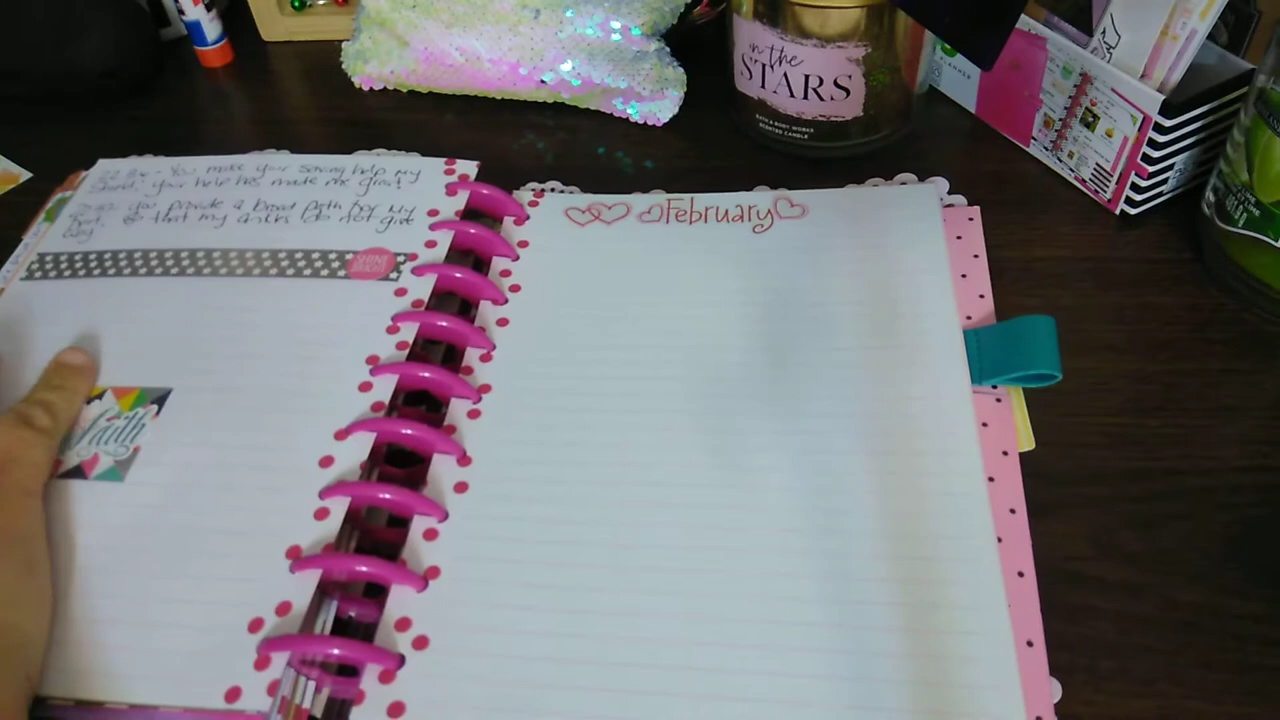 You make your saving help my
shield, your help has made me great
you provide a broad path for my
feet, so that my ankles do not give
way.
SHINE
BRIGHT
faith
February
in the
STARS
BATH & BODY WORKS
SCENTED CANDLE